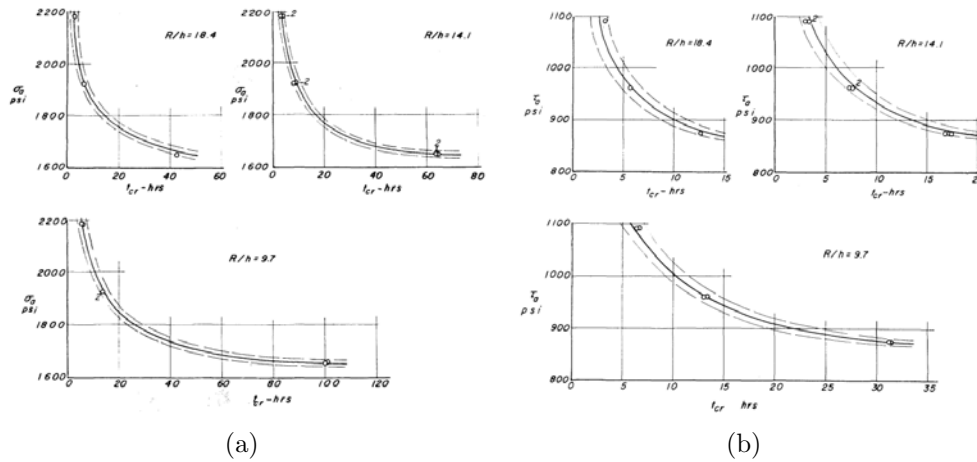 2200
2000
σa
psi
1800
1600
R/h=18.4
0 20 40 60
tcr-hrs
2200
2000
σa
psi
1800
1600
2
2
2
R/h=14.1
0 20 40 60 80
tcr-hrs
2200
2000
σa
psi
1800
1600
2
R/h=9.7
0 20 40 60 80 100 120
tcr-hrs
(a)
1100
1000
τa
psi
900
800
R/h=18.4
0 5 10 15
tcr-hrs
1100
1000
τa
psi
900
800
2
2
R/h=14.1
0 5 10 15 20
tcr-hrs
1100
1000
τa
psi
900
800
R/h=9.7
5 10 15 20 25 30 35
tcr hrs
(b)